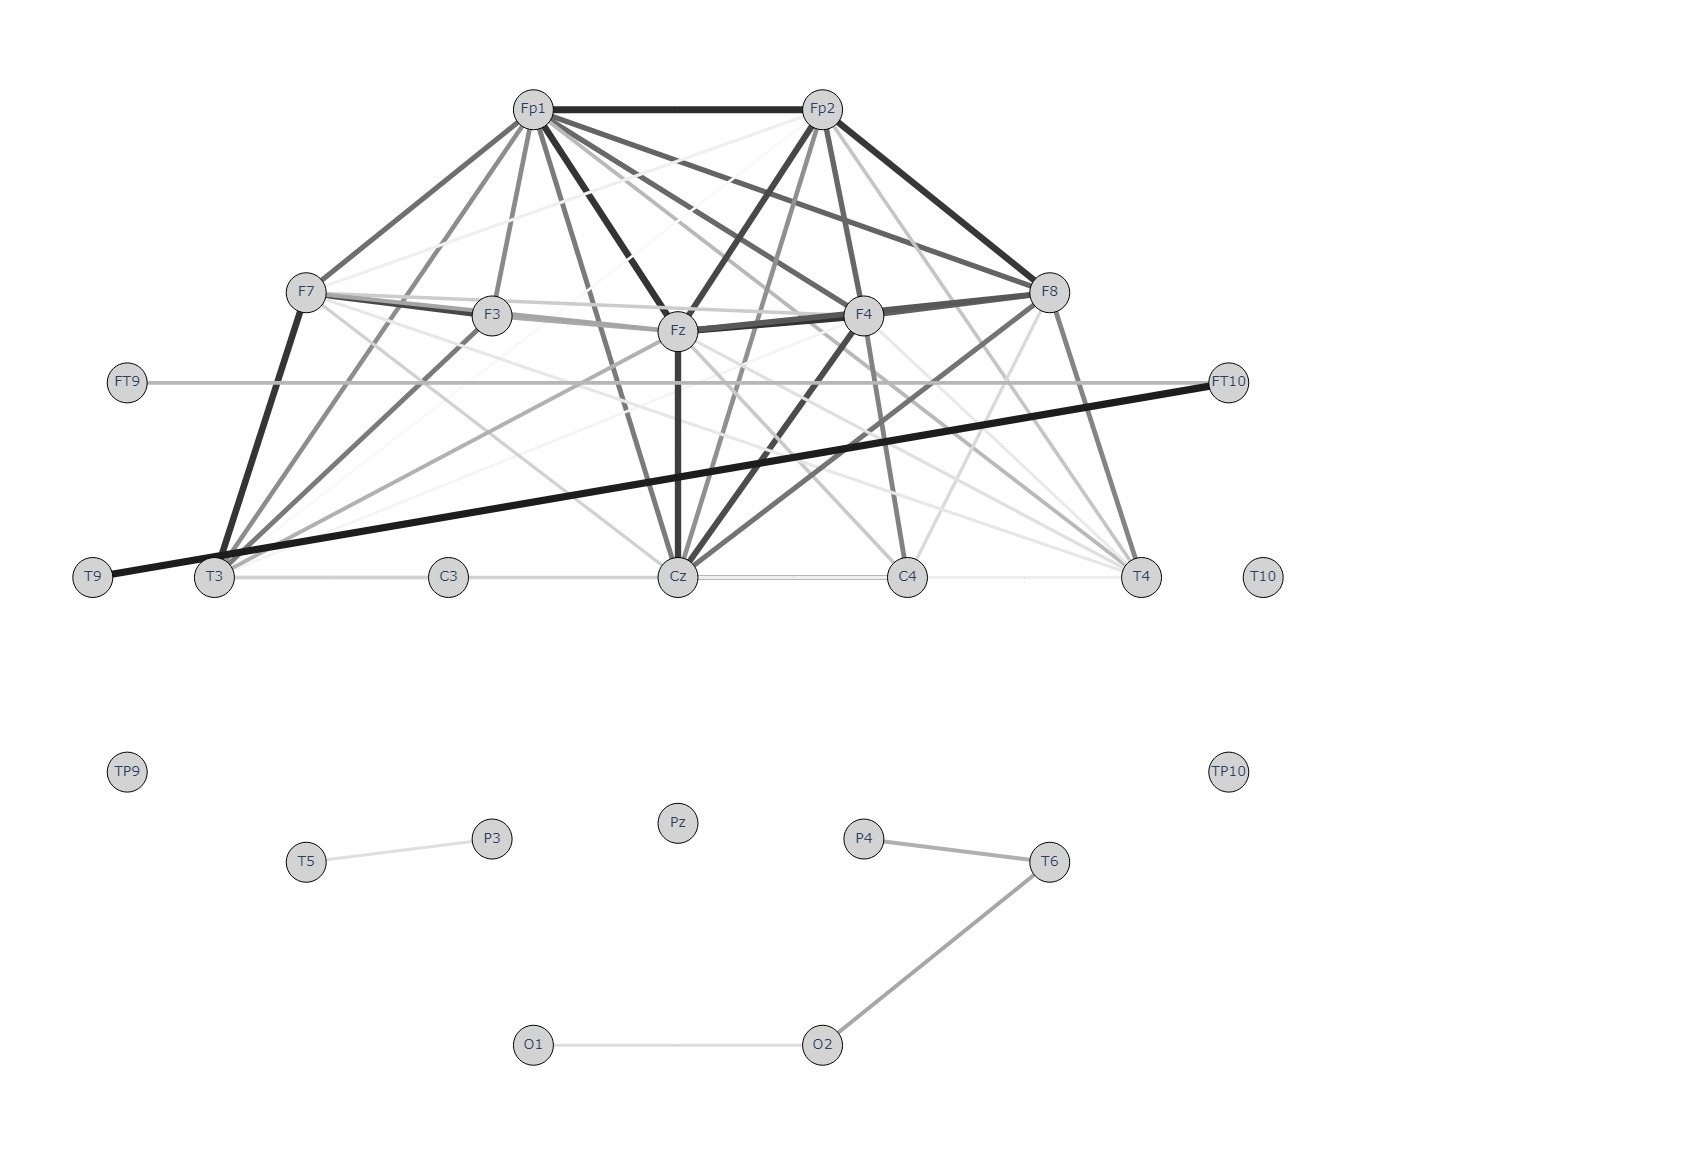 Fp1 Fp2
F7 F3 Fz F4 F8
FT9 FT10
T9 T3 C3 Cz C4 T4 T10
TP9 TP10
T5 P3 Pz P4 T6
O1 O2